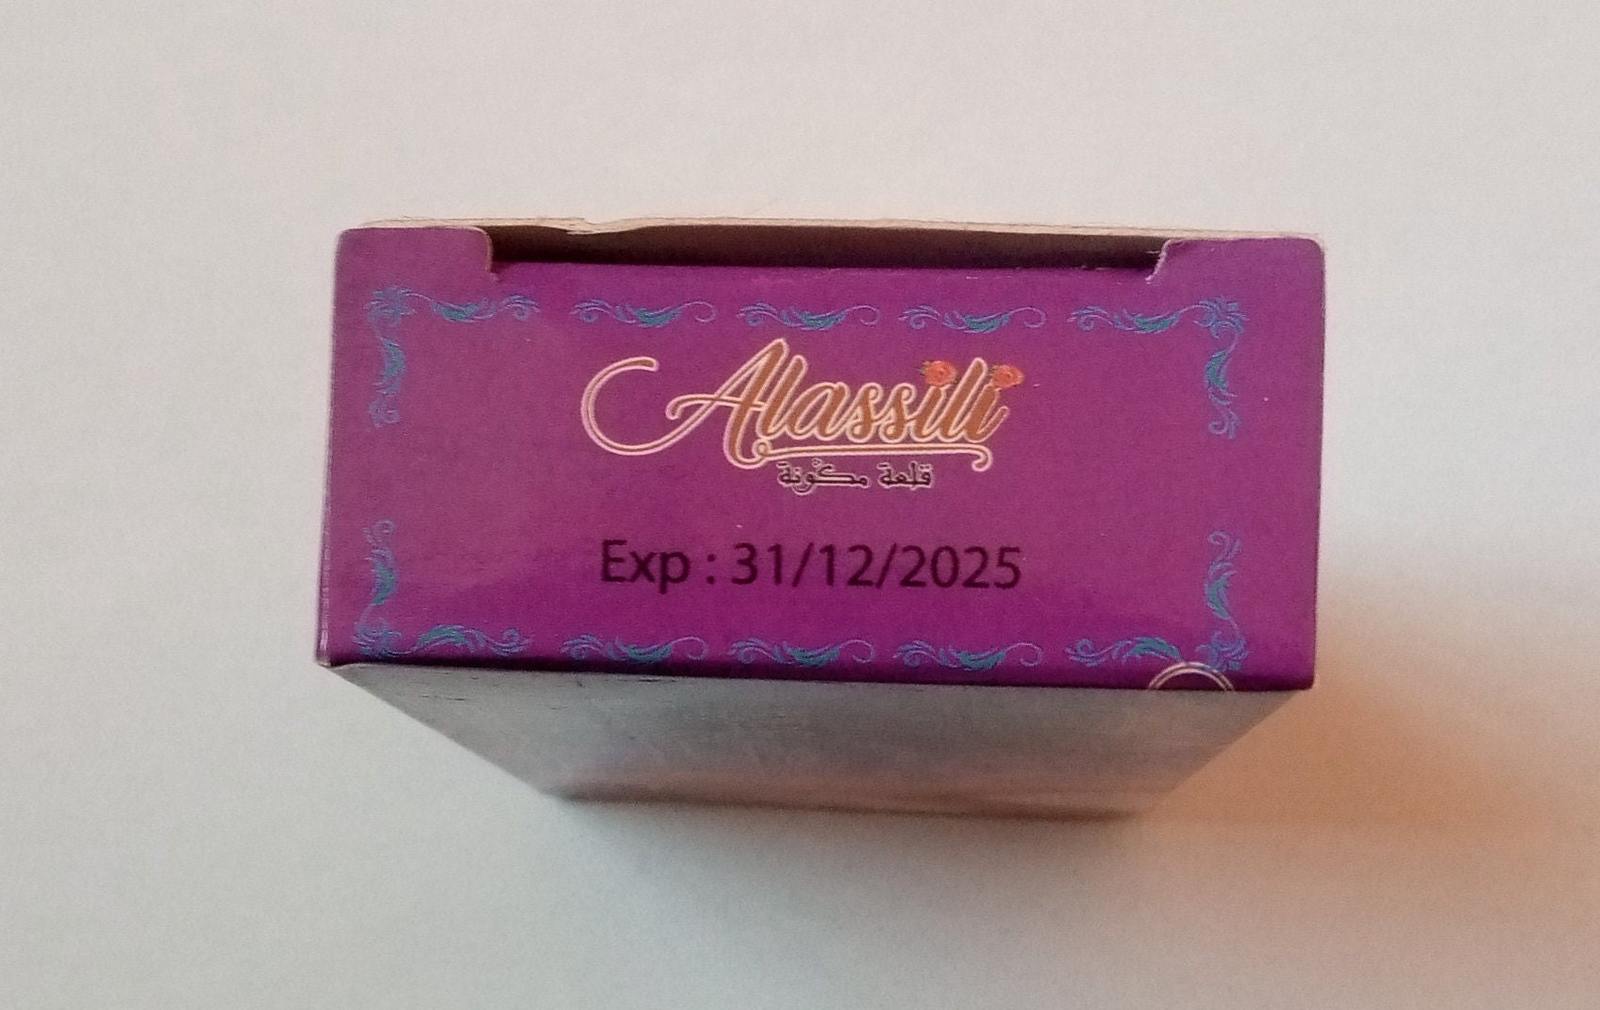 Alassili
قلعة مكونة
Exp : 31/12/2025